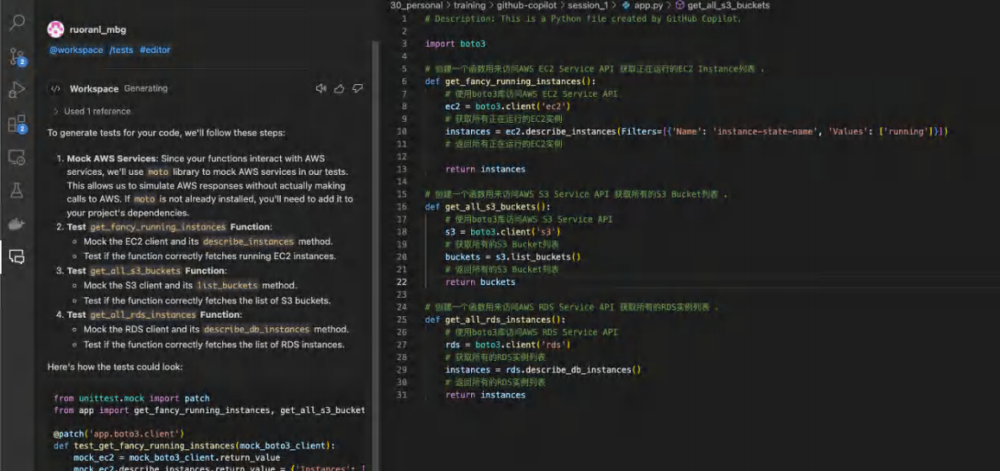 ruoranl_mbg
@workspace /tests #editor
Workspace Generating
Used 1 reference
To generate tests for your code, we'll follow these steps:
1. Mock AWS Services: Since your functions interact with AWS
services, we'll use moto library to mock AWS services in our tests.
This allows us to simulate AWS responses without actually making
calls to AWS. If moto is not already installed, you'll need to add it to
your project's dependencies.
2. Test get_fancy_running_instances Function:
Mock the EC2 client and its describe_instances method.
Test if the function correctly fetches running EC2 instances.
3. Test get_all_s3_buckets Function:
Mock the S3 client and its list_buckets method.
Test if the function correctly fetches the list of S3 buckets.
4. Test get_all_rds_instances Function:
Mock the RDS client and its describe_db_instances method.
Test if the function correctly fetches the list of RDS instances.
Here's how the tests could look:
from unittest.mock import patch
from app import get_fancy_running_instances, get_all_s3_bucket
@patch('app.boto3.client')
def test_get_fancy_running_instances(mock_boto3_client):
mock_ec2 = mock_boto3_client.return_value
mock_ec2.describe_instances.return_value = {'Instances': [
2
2
30_personal > training > github-copilot > session_1 > app.py > get_all_s3_buckets
1 # Description: This is a Python file created by GitHub Copilot.
2
3 import boto3
4
5 # 创建一个函数用来访问AWS EC2 Service API 获取正在运行的EC2 Instance列表 .
6 def get_fancy_running_instances():
7 # 使用boto3库访问AWS EC2 Service API
8 ec2 = boto3.client('ec2')
9 # 获取所有正在运行的EC2实例
10 instances = ec2.describe_instances(Filters=[{'Name': 'instance-state-name', 'Values': ['running']}])
11 # 返回所有正在运行的EC2实例
12
13 return instances
14
15 # 创建一个函数用来访问AWS S3 Service API 获取所有的S3 Bucket列表 .
16 def get_all_s3_buckets():
17 # 使用boto3库访问AWS S3 Service API
18 s3 = boto3.client('s3')
19 # 获取所有的S3 Bucket列表
20 buckets = s3.list_buckets()
21 # 返回所有的S3 Bucket列表
22 return buckets
23
24 # 创建一个函数用来访问AWS RDS Service API 获取所有的RDS实例列表 .
25 def get_all_rds_instances():
26 # 使用boto3库访问AWS RDS Service API
27 rds = boto3.client('rds')
28 # 获取所有的RDS实例列表
29 instances = rds.describe_db_instances()
30 # 返回所有的RDS实例列表
31 return instances